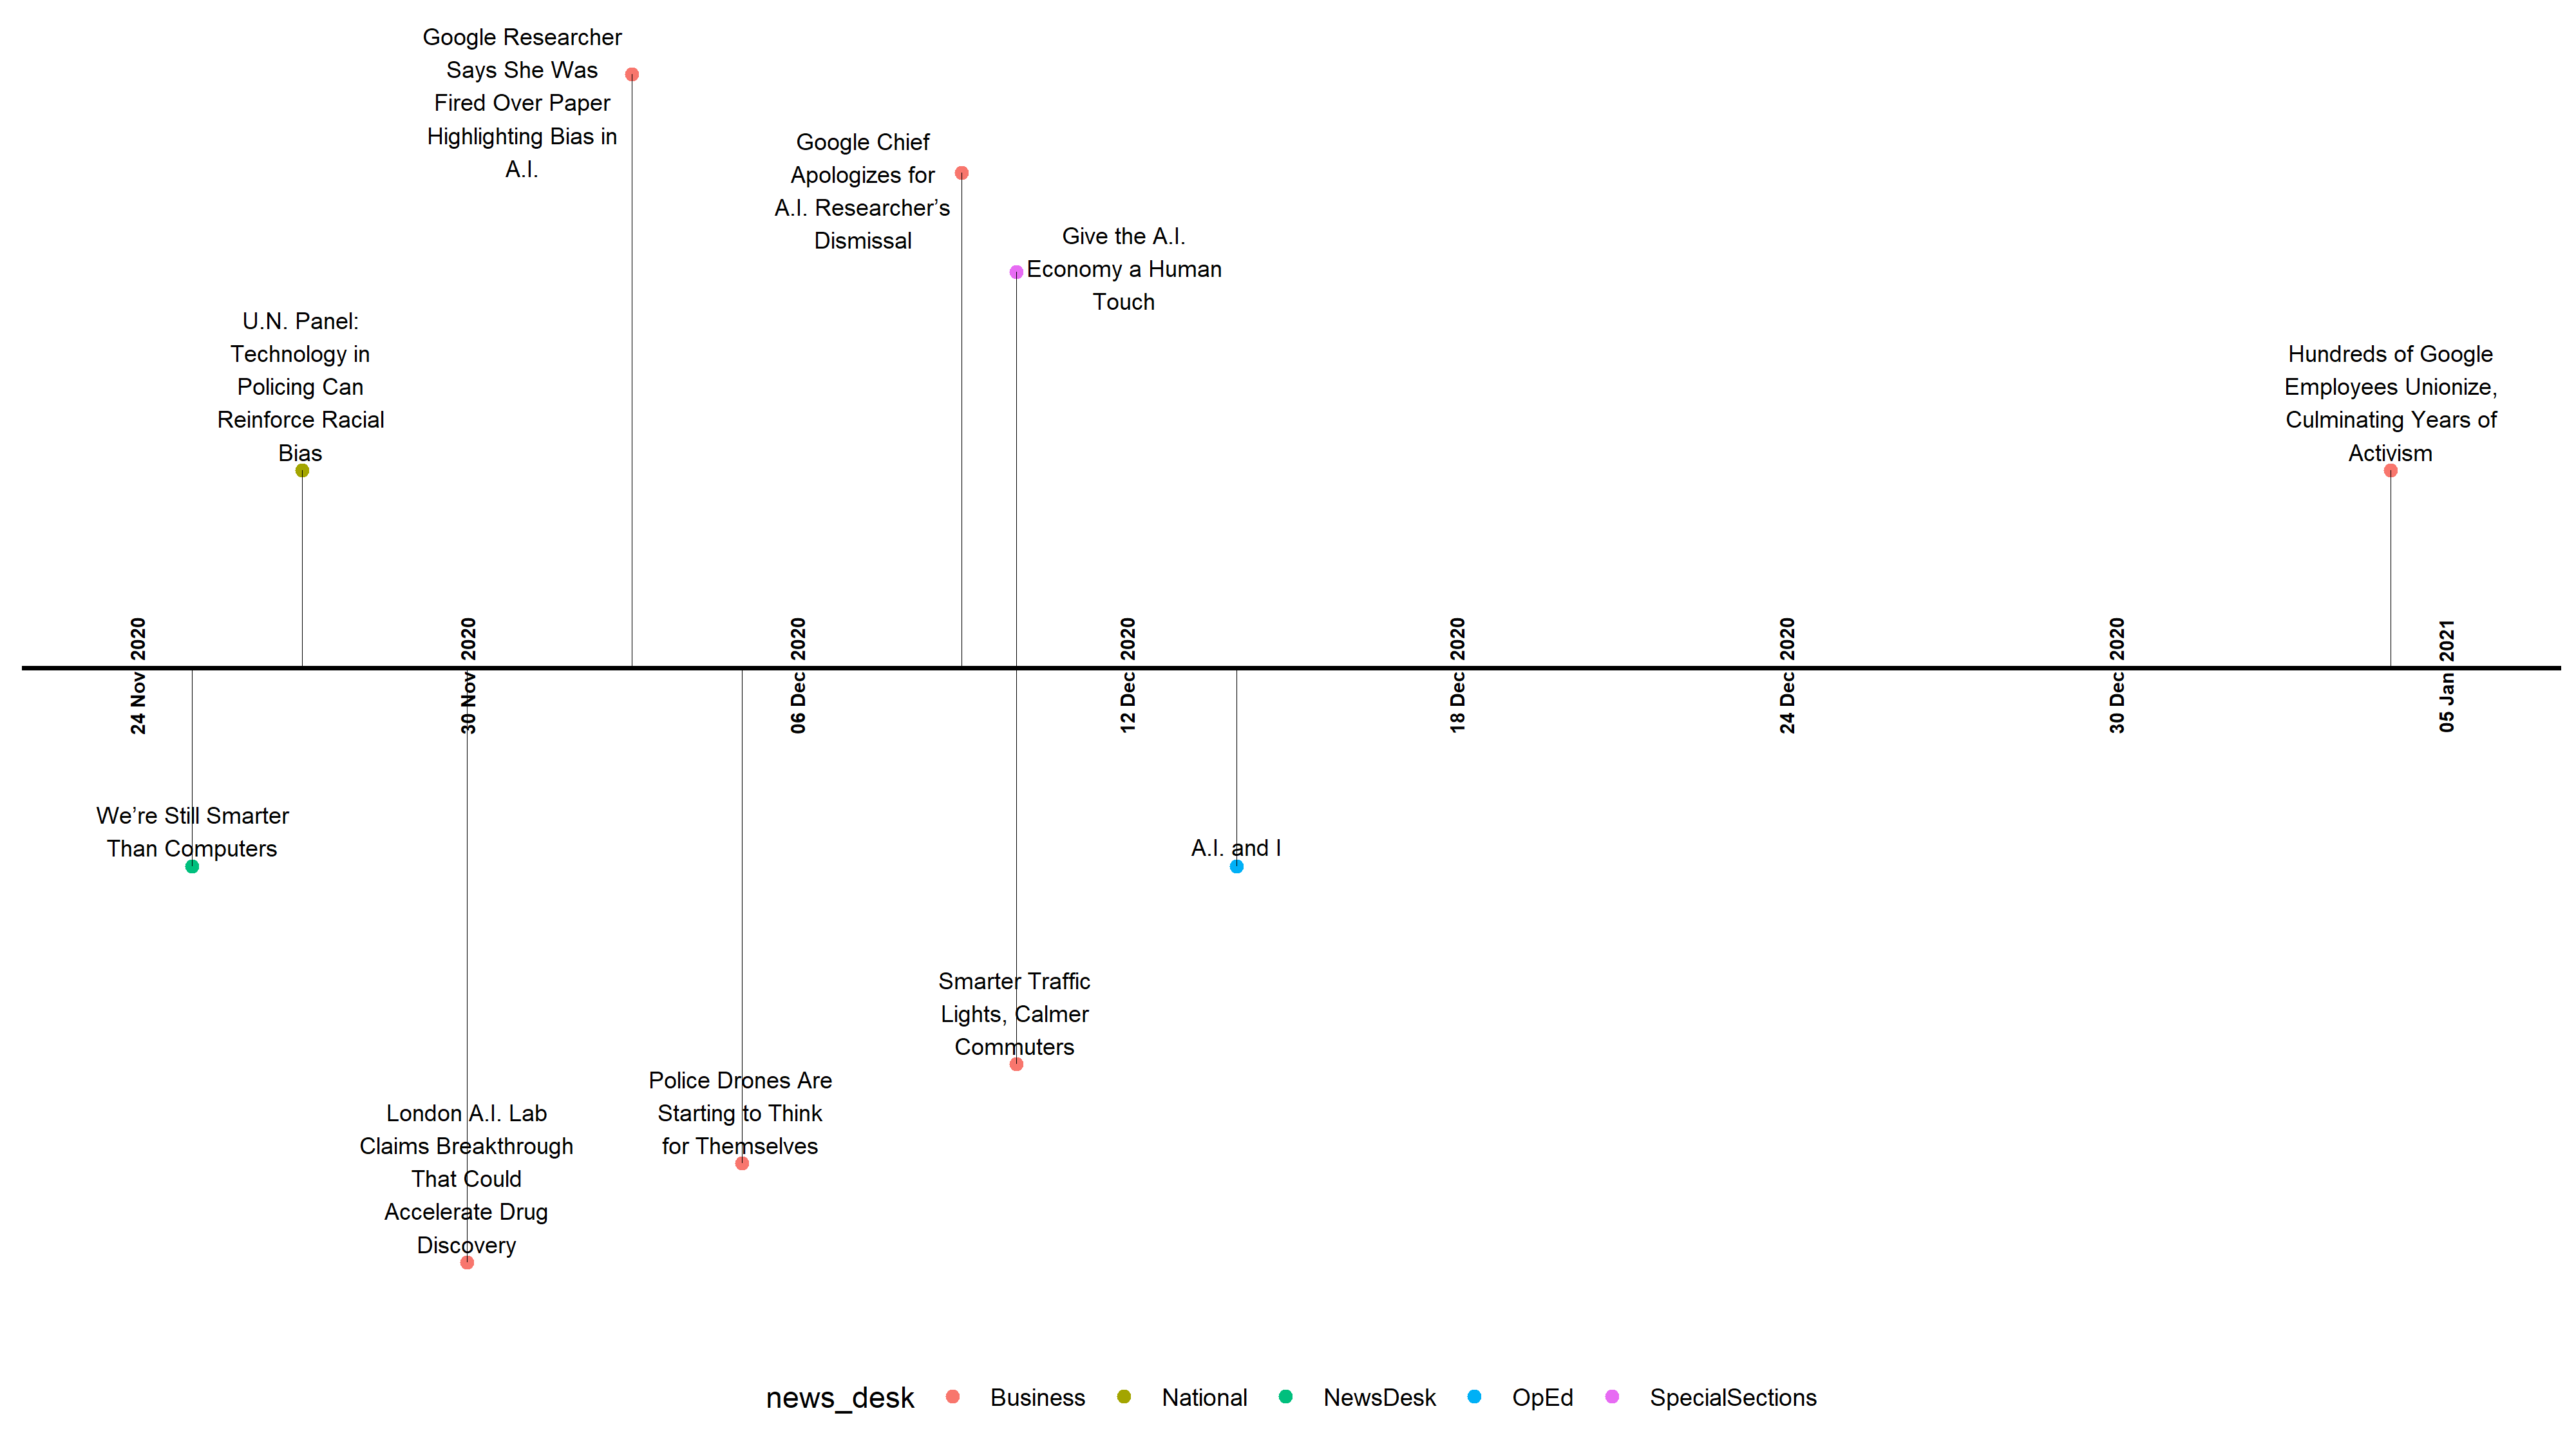 Google Researcher
Says She Was
Fired Over Paper
Highlighting Bias in
A.I.
Google Chief
Apologizes for
A.I. Researcher’s
Dismissal
Give the A.I.
Economy a Human
Touch
U.N. Panel:
Technology in
Policing Can
Reinforce Racial
Bias
Hundreds of Google
Employees Unionize,
Culminating Years of
Activism
24 Nov 2020
30 Nov 2020
06 Dec 2020
12 Dec 2020
18 Dec 2020
24 Dec 2020
30 Dec 2020
05 Jan 2021
We’re Still Smarter
Than Computers
A.I. and I
Smarter Traffic
Lights, Calmer
Commuters
Police Drones Are
Starting to Think
for Themselves
London A.I. Lab
Claims Breakthrough
That Could
Accelerate Drug
Discovery
news_desk Business National NewsDesk OpEd SpecialSections